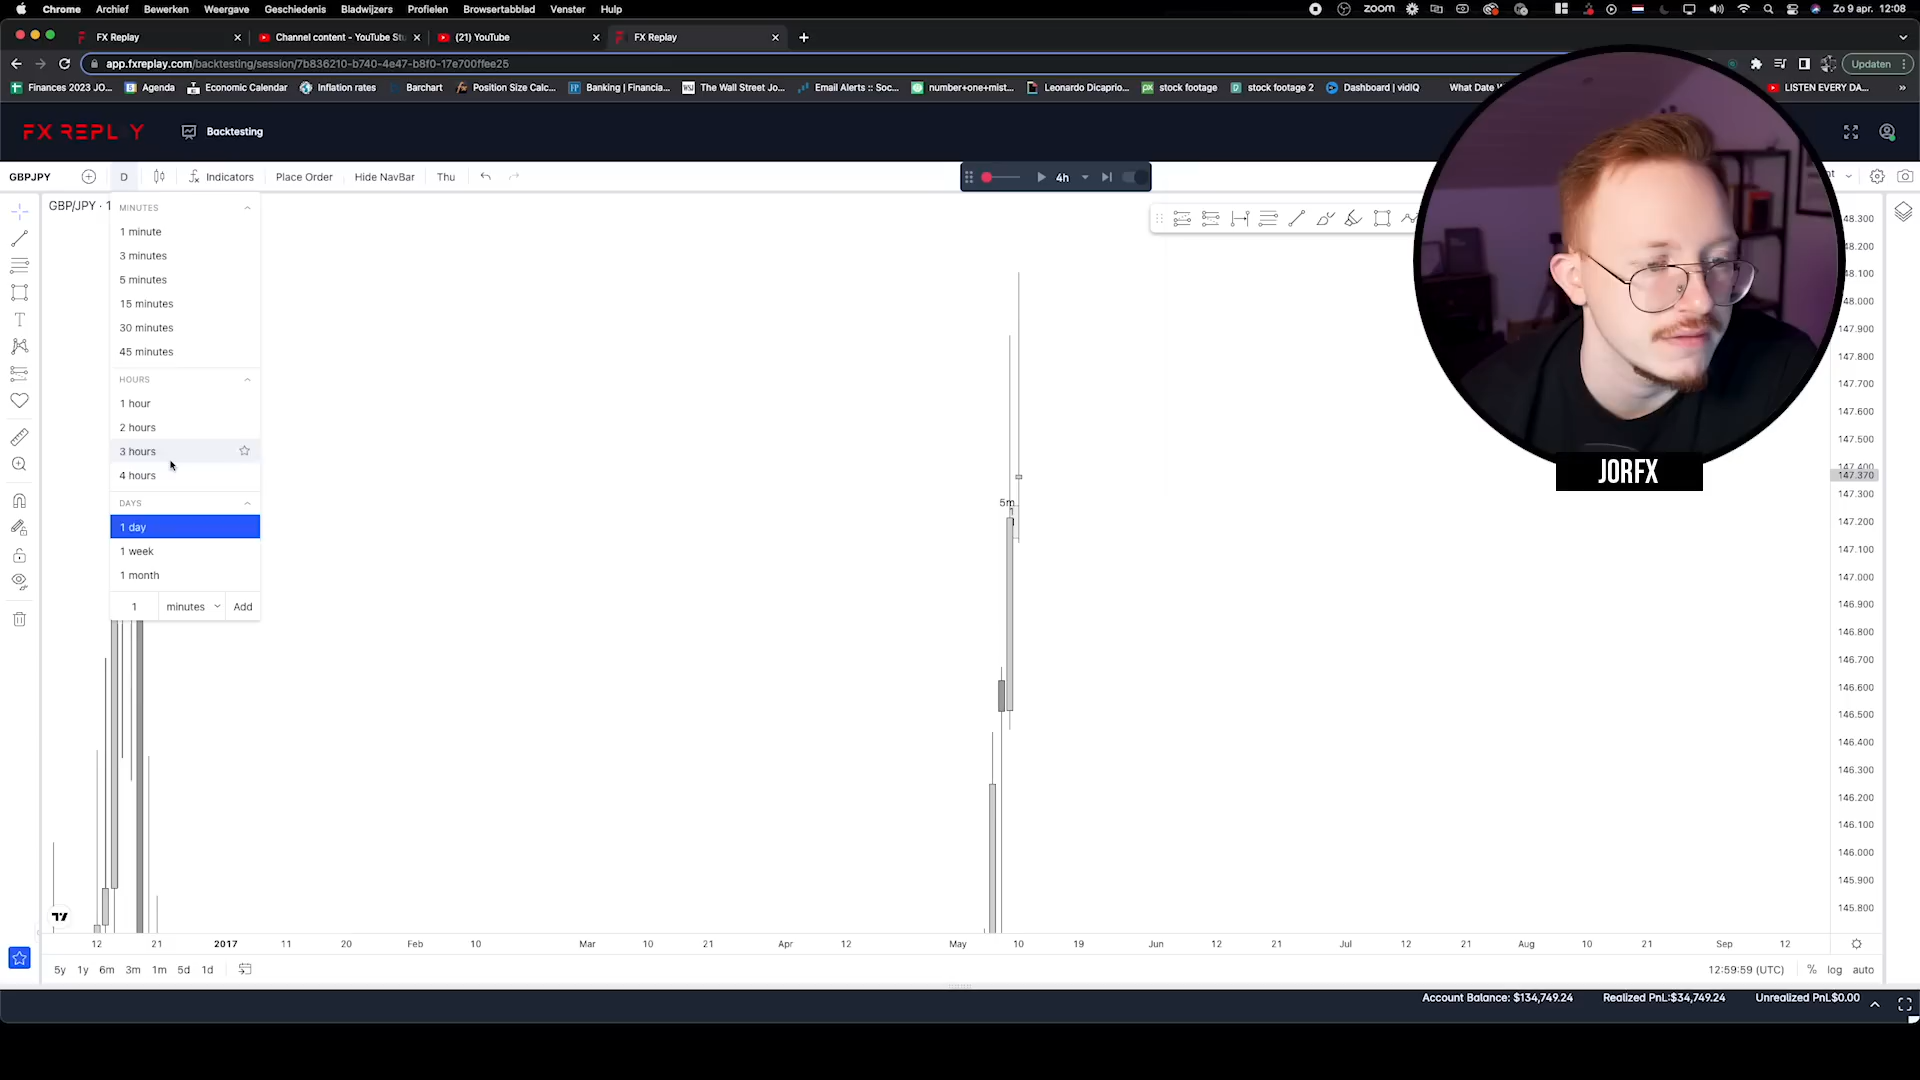 Chrome Archief Bewerken Weergave Geschiedenis Bladwijzers Profielen Browsertabblad Venster Hulp zoom Zo 9 apr. 12:08
FX Replay Channel content - YouTube Stu (21) YouTube FX Replay
app.fxreplay.com/backtesting/session/7b836210-b740-4e47-b8f0-17e700ffee25 Updaten
Finances 2023 JO... Agenda Economic Calendar Inflation rates Barchart Position Size Calc... Banking | Financia... The Wall Street Jo... Email Alerts :: Soc... number+one+mist... Leonardo Dicaprio... stock footage stock footage 2 Dashboard | vidIQ What Date LISTEN EVERY DA... »
FX REPLAY Backtesting
GBPJPY D Indicators Place Order Hide NavBar Thu 4h
GBP/JPY · 1
MINUTES
1 minute
3 minutes
5 minutes
15 minutes
30 minutes
45 minutes
HOURS
1 hour
2 hours
3 hours
4 hours
DAYS
1 day
1 week
1 month
1 minutes Add
5m
JORFX
48.300
48.200
48.100
48.000
147.900
147.800
147.700
147.600
147.500
147.400
147.370
147.300
147.200
147.100
147.000
146.900
146.800
146.700
146.600
146.500
146.400
146.300
146.200
146.100
146.000
145.900
145.800
12 21 2017 11 20 Feb 10 Mar 10 21 Apr 12 May 10 19 Jun 12 21 Jul 12 21 Aug 10 21 Sep 12
5y 1y 6m 3m 1m 5d 1d 12:59:59 (UTC) % log auto
Account Balance: $134,749.24 Realized PnL:$34,749.24 Unrealized PnL$0.00